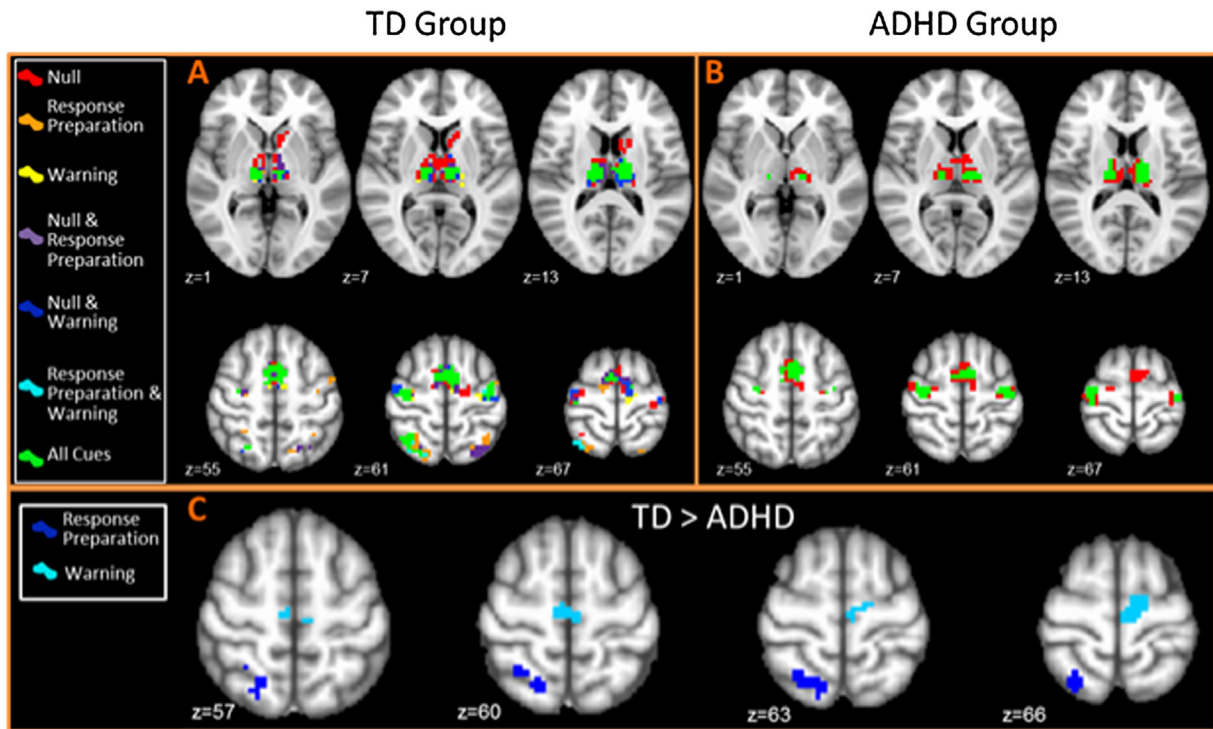 TD Group
ADHD Group
Null
Response
Preparation
Warning
Null &
Response
Preparation
Null &
Warning
Response
Preparation &
Warning
All Cues
A
z=1
z=7
z=13
z=55
z=61
z=67
B
z=1
z=7
z=13
z=55
z=61
z=67
Response
Preparation
Warning
C
TD > ADHD
z=57
z=60
z=63
z=66